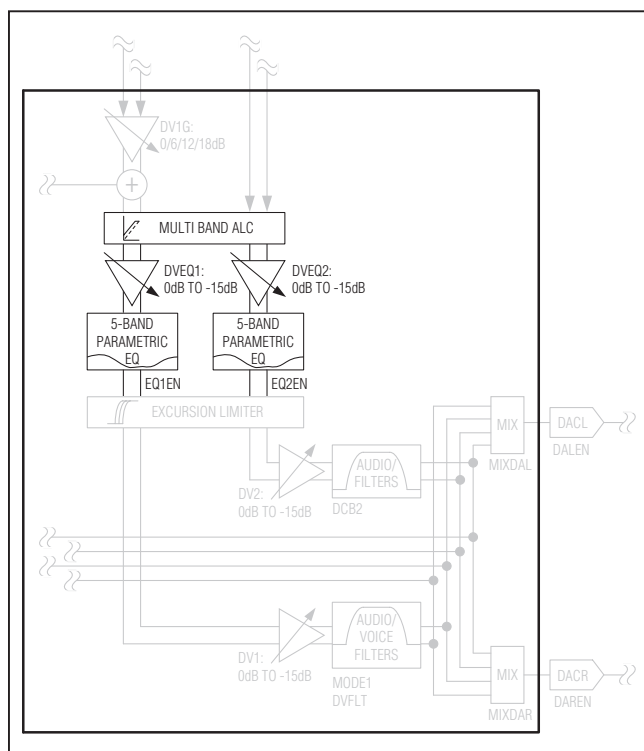 DV1G:
0/6/12/18dB
+
MULTI BAND ALC
DVEQ1:
0dB TO -15dB
DVEQ2:
0dB TO -15dB
5-BAND
PARAMETRIC
EQ
5-BAND
PARAMETRIC
EQ
EQ1EN
EQ2EN
EXCURSION LIMITER
MIX
DACL
MIXDAL
DALEN
AUDIO/
FILTERS
DV2:
0dB TO -15dB
DCB2
AUDIO/
VOICE
FILTERS
DV1:
0dB TO -15dB
MODE1
DVFLT
MIX
DACR
MIXDAR
DAREN